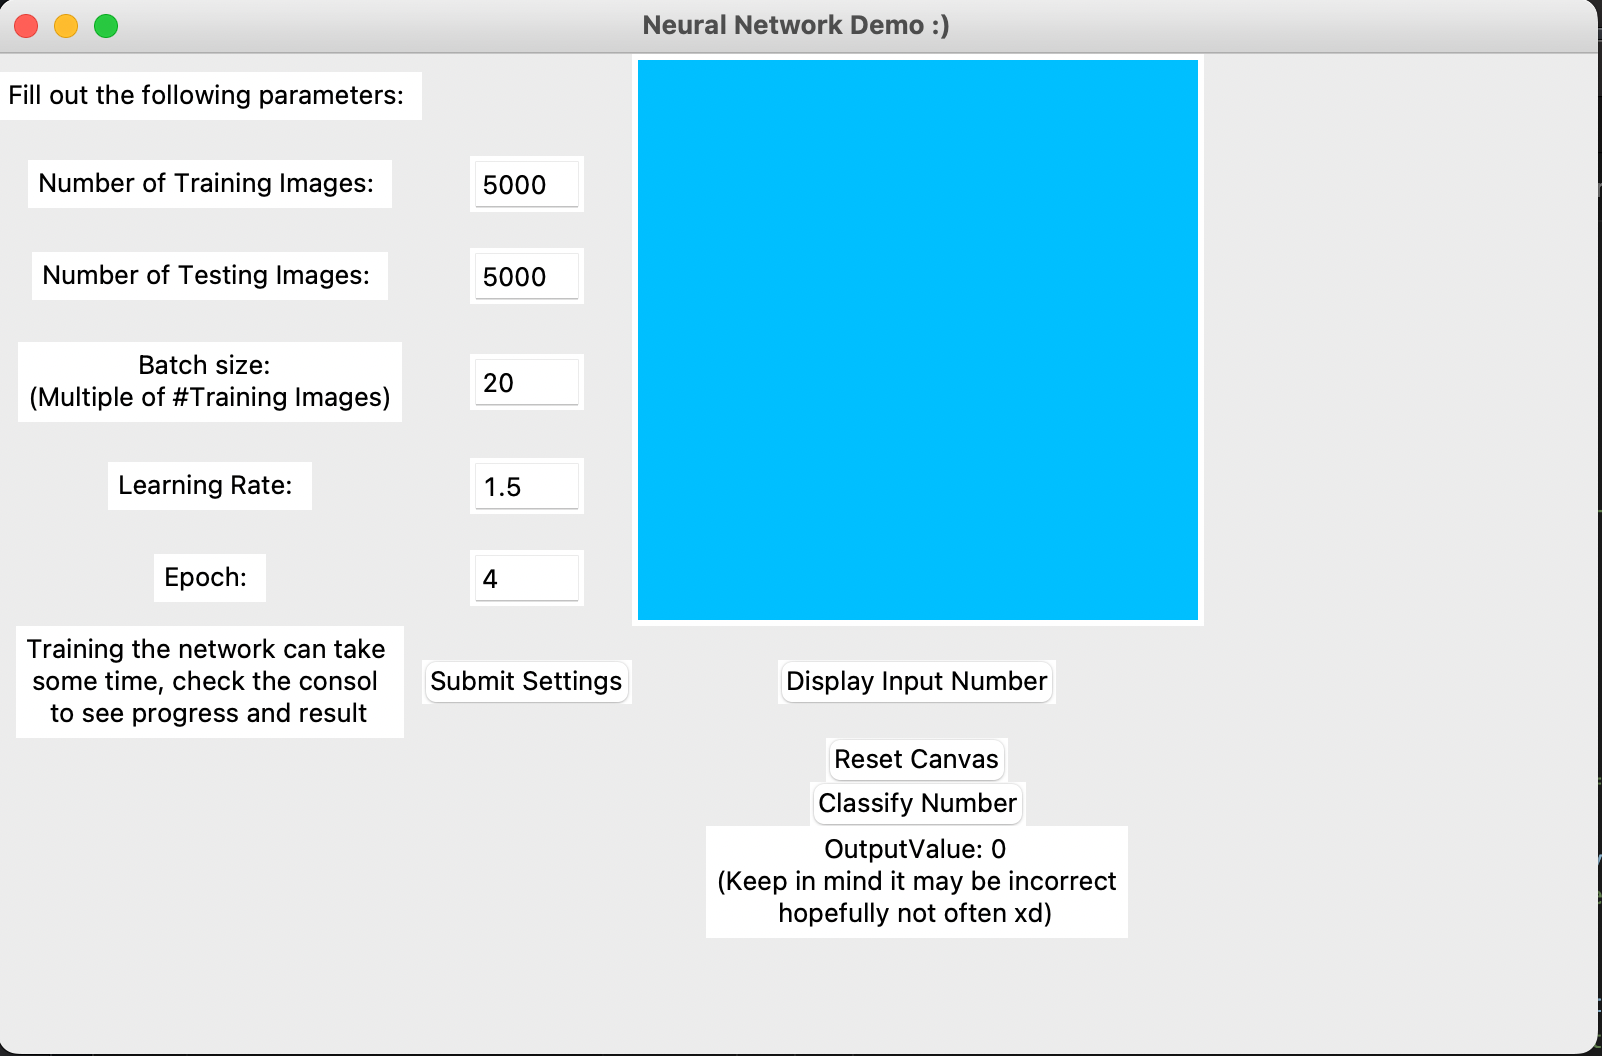 Neural Network Demo :)
Fill out the following parameters:
Number of Training Images:
5000
Number of Testing Images:
5000
Batch size:
(Multiple of #Training Images)
20
Learning Rate:
1.5
Epoch:
4
Training the network can take
some time, check the consol
to see progress and result
Submit Settings
Display Input Number
Reset Canvas
Classify Number
OutputValue: 0
(Keep in mind it may be incorrect
hopefully not often xd)